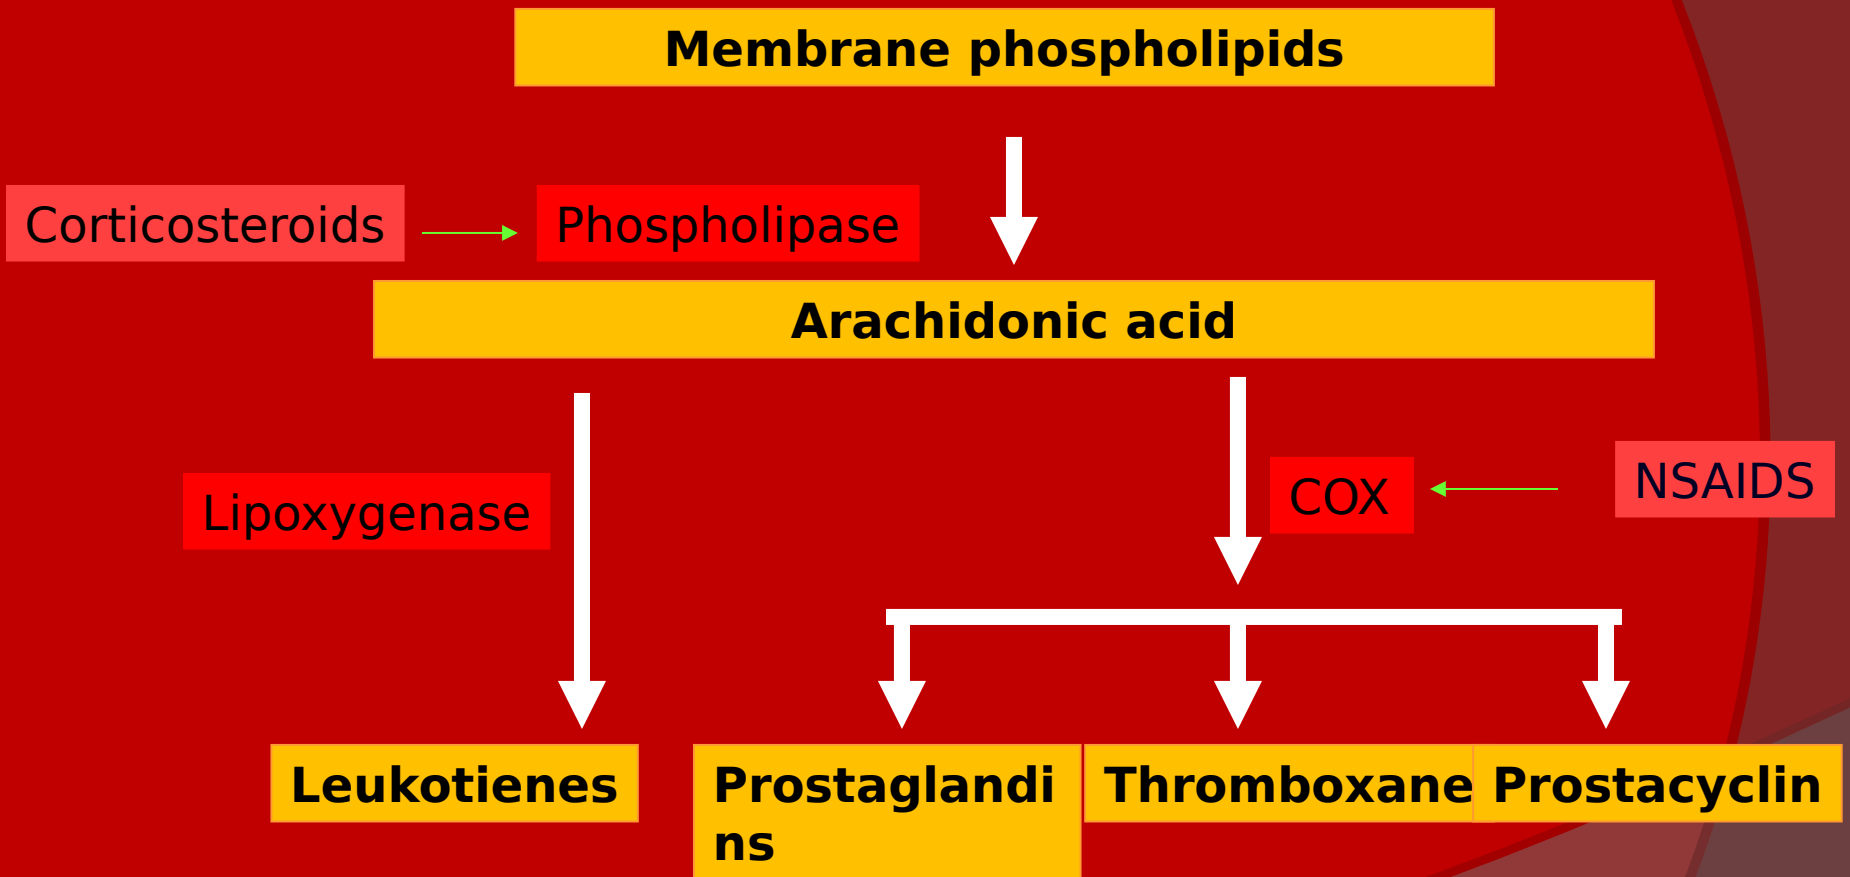 Membrane phospholipids
Corticosteroids
Phospholipase
Arachidonic acid
Lipoxygenase
COX
NSAIDS
Leukotienes
Prostaglandi
ns
Thromboxane
Prostacyclin